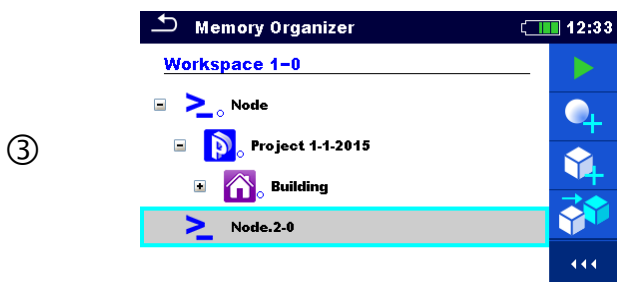 Memory Organizer 12:33
Workspace 1-0
Node
③
Project 1-1-2015
Building
Node.2-0